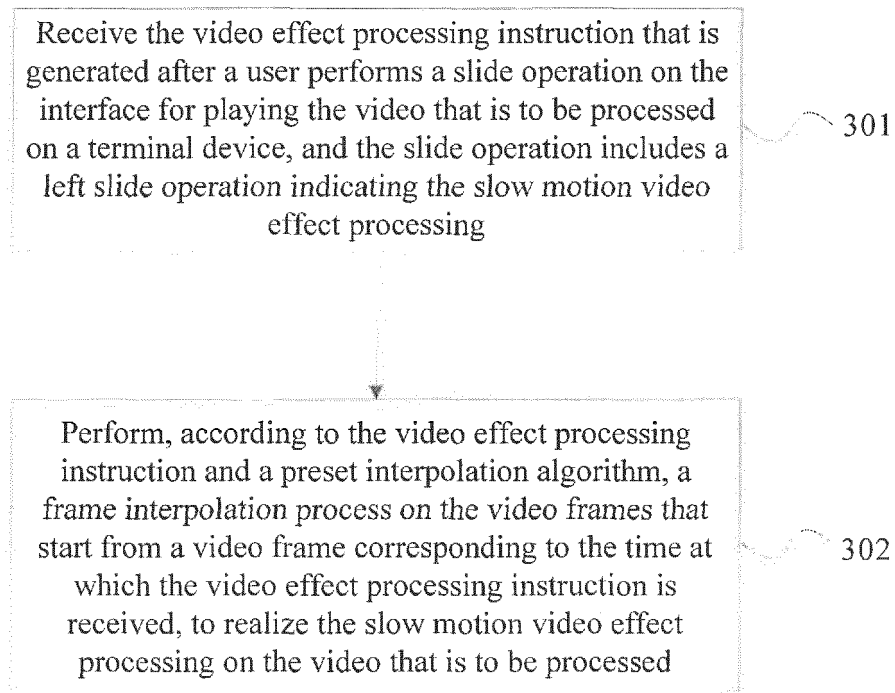 Receive the video effect processing instruction that is
generated after a user performs a slide operation on the
interface for playing the video that is to be processed
on a terminal device, and the slide operation includes a
left slide operation indicating the slow motion video
effect processing
301
Perform, according to the video effect processing
instruction and a preset interpolation algorithm, a
frame interpolation process on the video frames that
start from a video frame corresponding to the time at
which the video effect processing instruction is
received, to realize the slow motion video effect
processing on the video that is to be processed
302